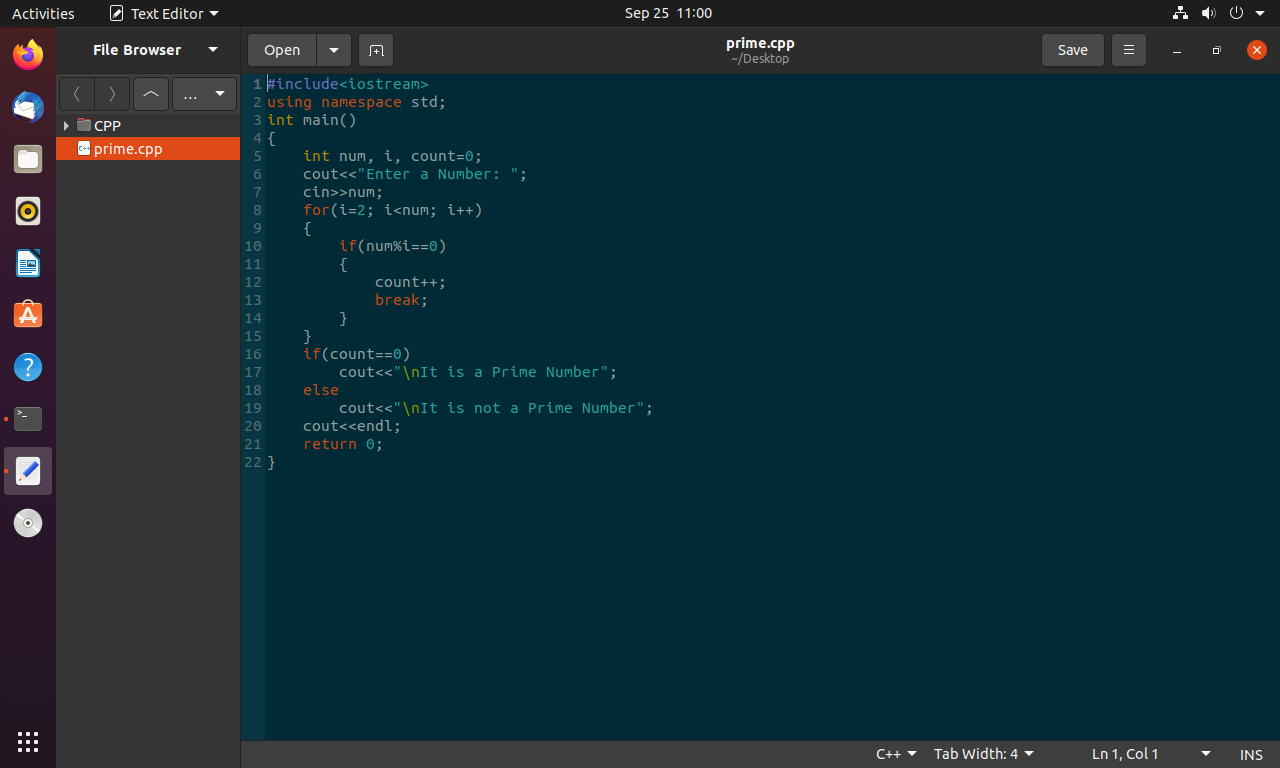 Activities Text Editor Sep 25 11:00
File Browser Open prime.cpp Save
~/Desktop
...
CPP
prime.cpp
1 #include<iostream>
2 using namespace std;
3 int main()
4 {
5     int num, i, count=0;
6     cout<<"Enter a Number: ";
7     cin>>num;
8     for(i=2; i<num; i++)
9     {
10         if(num%i==0)
11         {
12             count++;
13             break;
14         }
15     }
16     if(count==0)
17         cout<<"\nIt is a Prime Number";
18     else
19         cout<<"\nIt is not a Prime Number";
20     cout<<endl;
21     return 0;
22 }
C++ Tab Width: 4 Ln 1, Col 1 INS